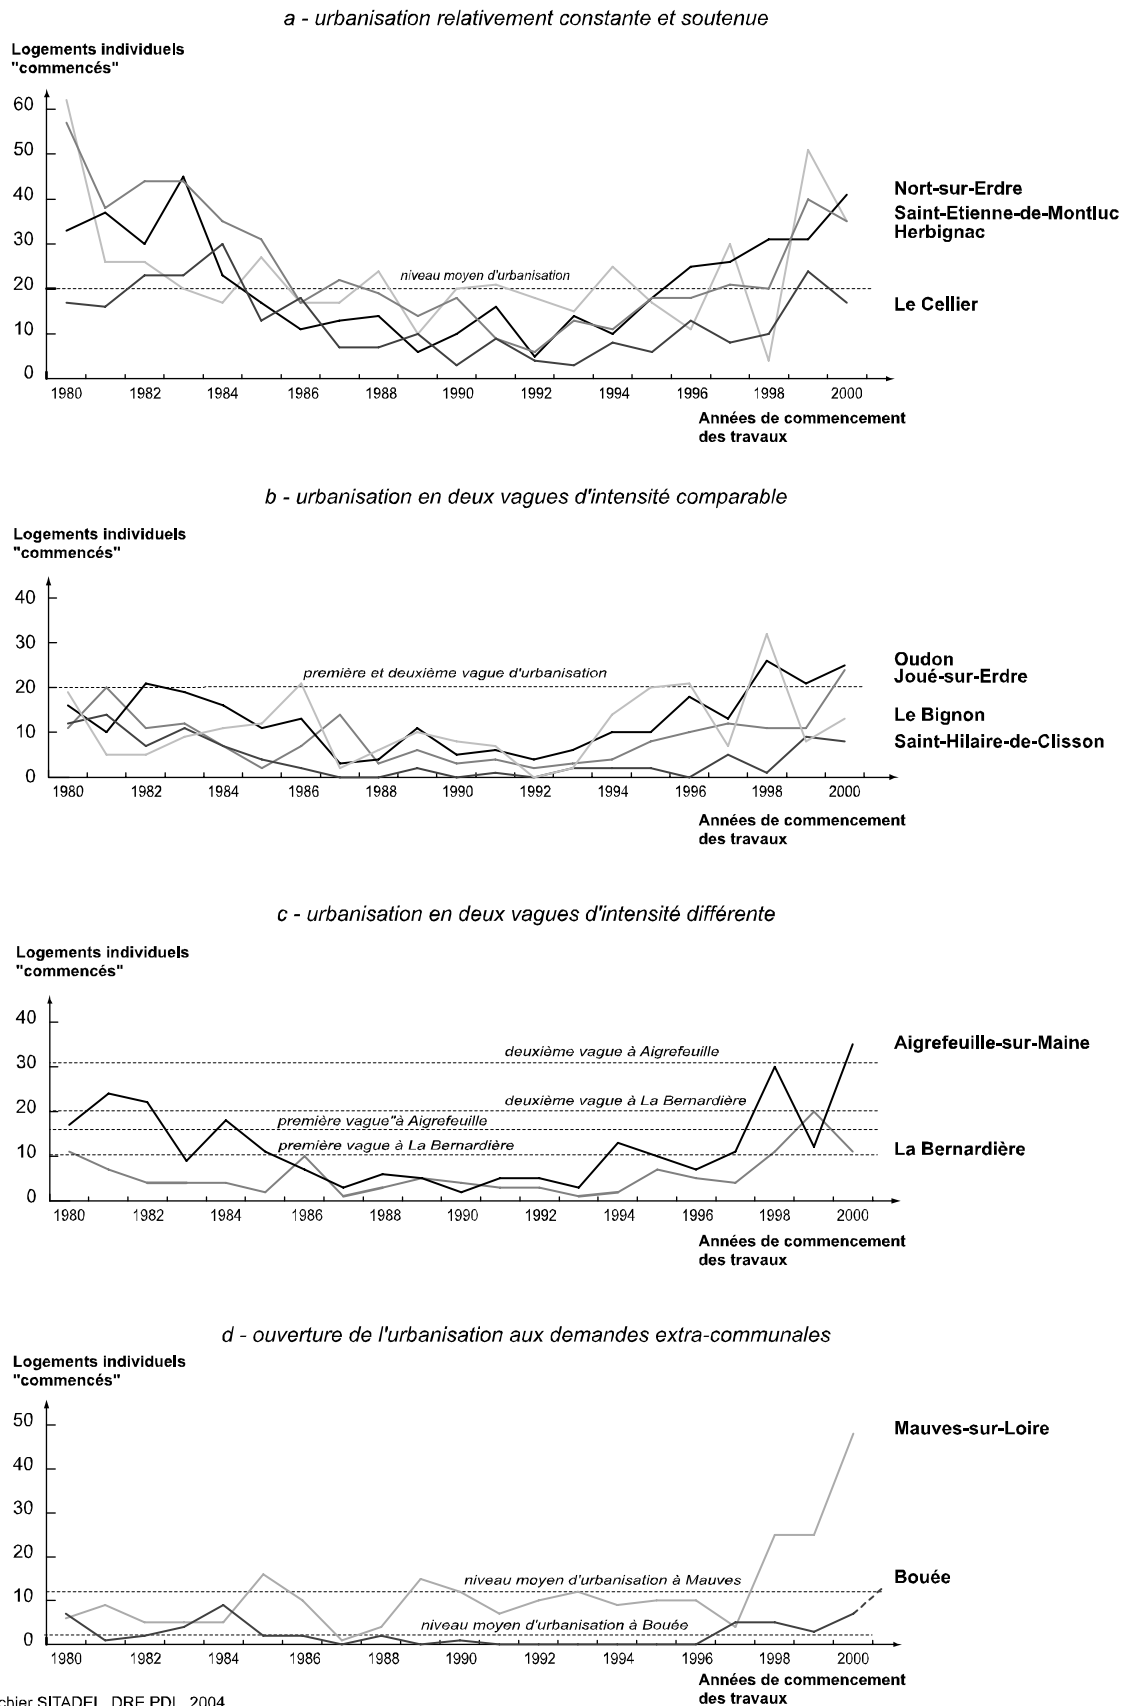 a - urbanisation relativement constante et soutenue
Logements individuels
"commencés"
60
50
40
30
20
10
0
niveau moyen d'urbanisation
Nort-sur-Erdre
Saint-Etienne-de-Montluc
Herbignac
Le Cellier
1980 1982 1984 1986 1988 1990 1992 1994 1996 1998 2000
Années de commencement
des travaux
b - urbanisation en deux vagues d'intensité comparable
Logements individuels
"commencés"
40
30
20
10
0
première et deuxième vague d'urbanisation
Oudon
Joué-sur-Erdre
Le Bignon
Saint-Hilaire-de-Clisson
1980 1982 1984 1986 1988 1990 1992 1994 1996 1998 2000
Années de commencement
des travaux
c - urbanisation en deux vagues d'intensité différente
Logements individuels
"commencés"
40
30
20
10
0
deuxième vague à Aigrefeuille
deuxième vague à La Bernardière
première vague"à Aigrefeuille
première vague à La Bernardière
Aigrefeuille-sur-Maine
La Bernardière
1980 1982 1984 1986 1988 1990 1992 1994 1996 1998 2000
Années de commencement
des travaux
d - ouverture de l'urbanisation aux demandes extra-communales
Logements individuels
"commencés"
50
40
30
20
10
0
niveau moyen d'urbanisation à Mauves
niveau moyen d'urbanisation à Bouée
Mauves-sur-Loire
Bouée
1980 1982 1984 1986 1988 1990 1992 1994 1996 1998 2000
Années de commencement
des travaux
chier SITADEL, DRE PDL, 2004